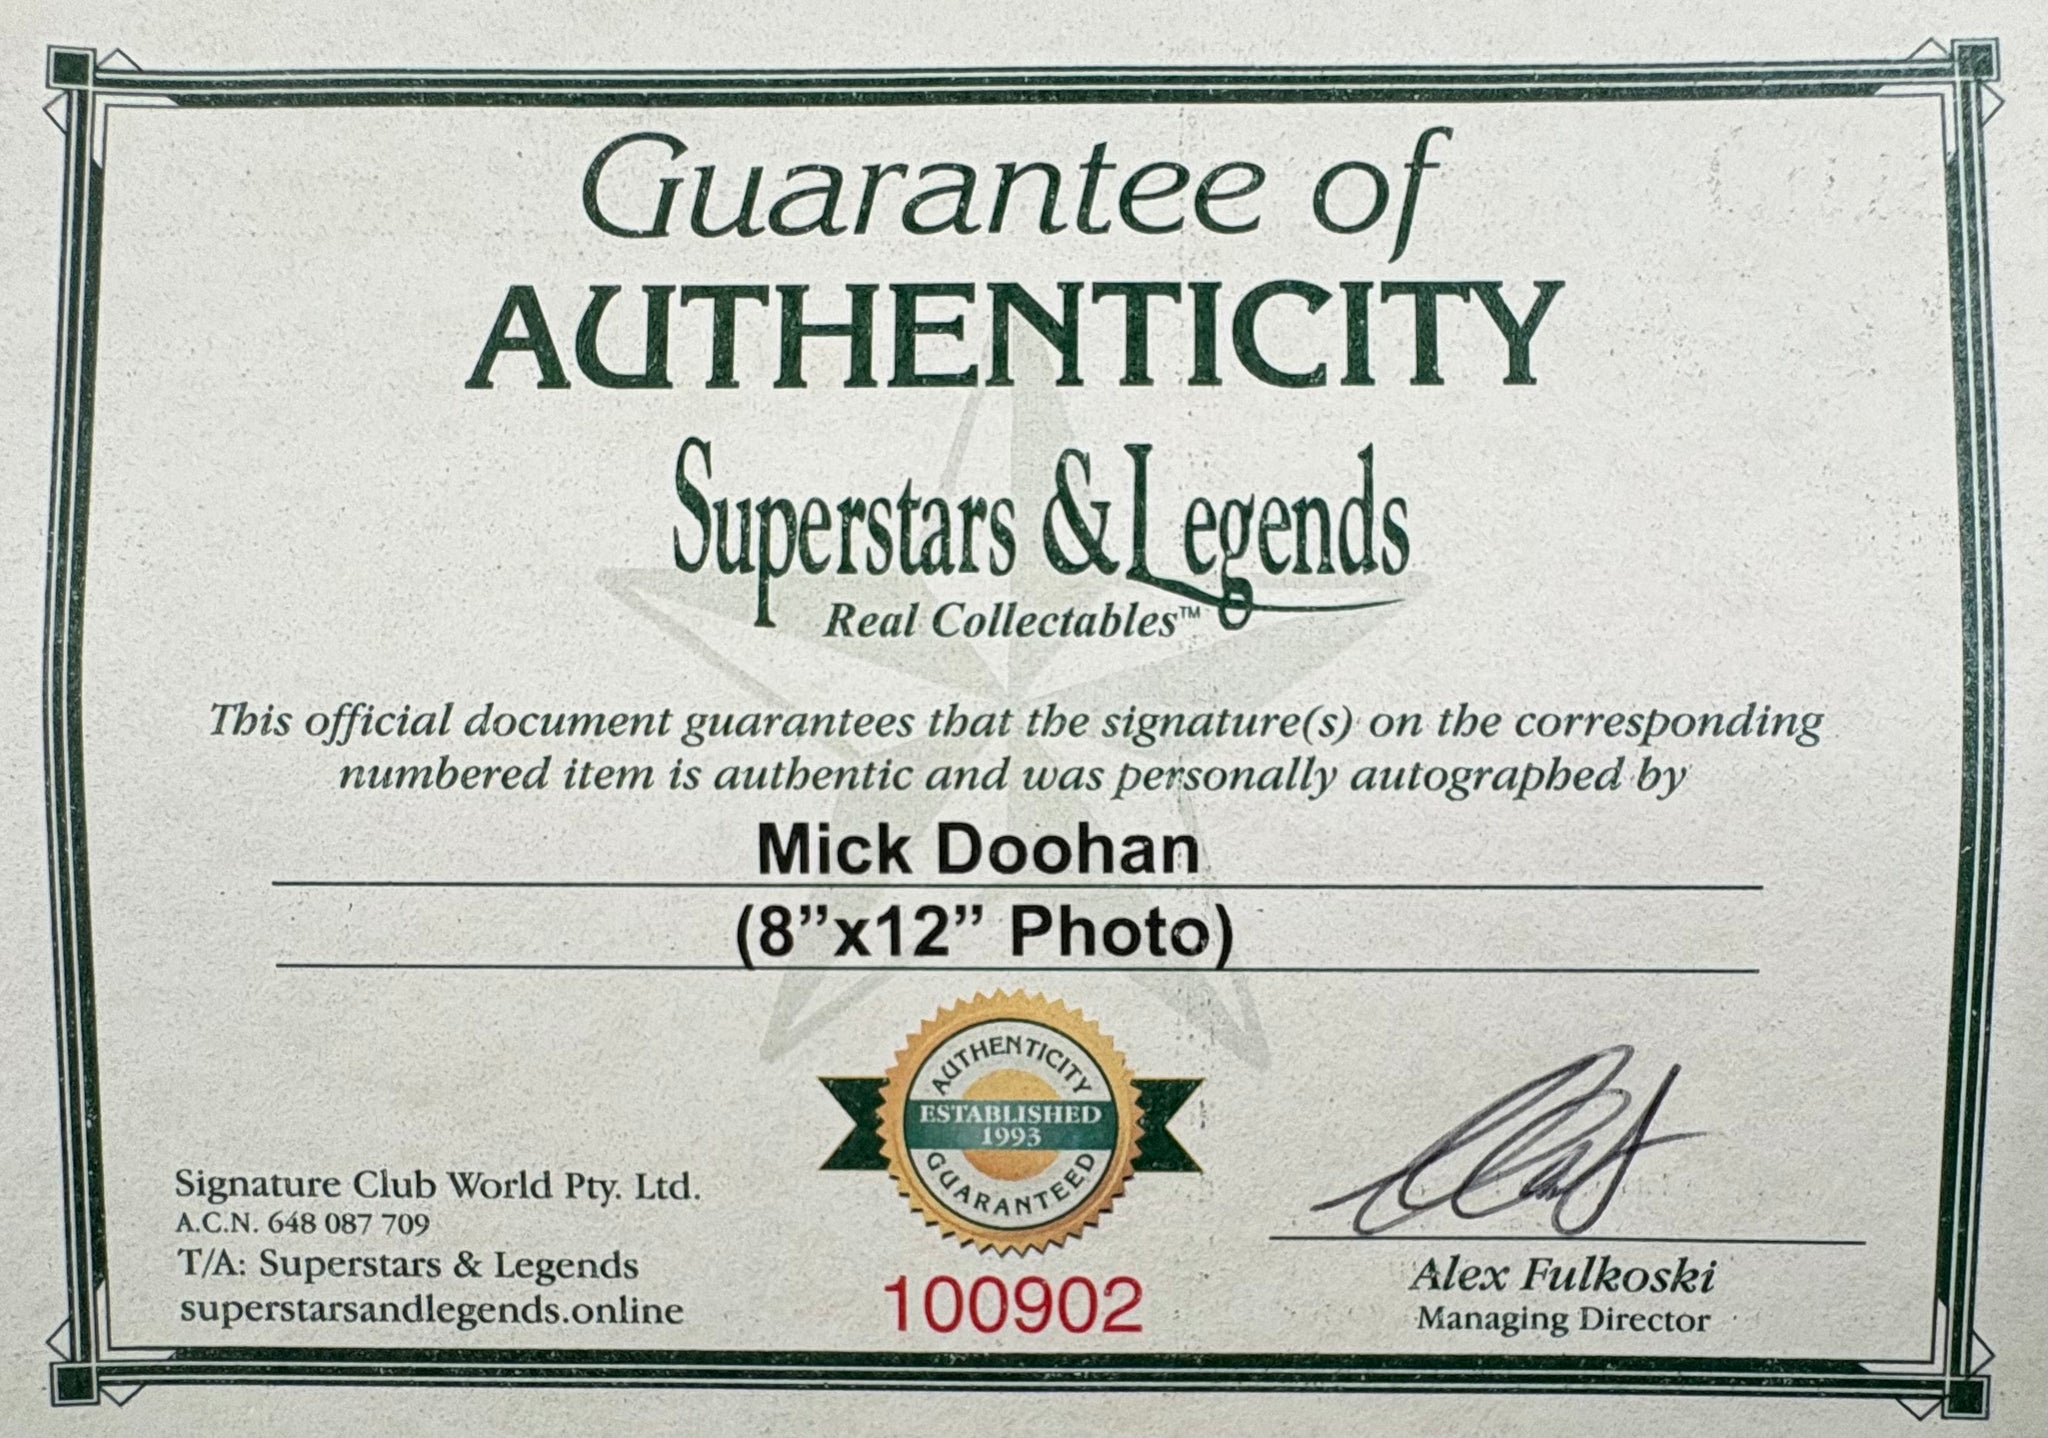 Guarantee of
AUTHENTICITY
Superstars & Legends
Real Collectables™
This official document guarantees that the signature(s) on the corresponding
numbered item is authentic and was personally autographed by
Mick Doohan
(8”x12” Photo)
AUTHENTICITY
ESTABLISHED
1993
GUARANTEED
Signature Club World Pty. Ltd.
A.C.N. 648 087 709
T/A: Superstars & Legends
superstarsandlegends.online
100902
Alex Fulkoski
Managing Director